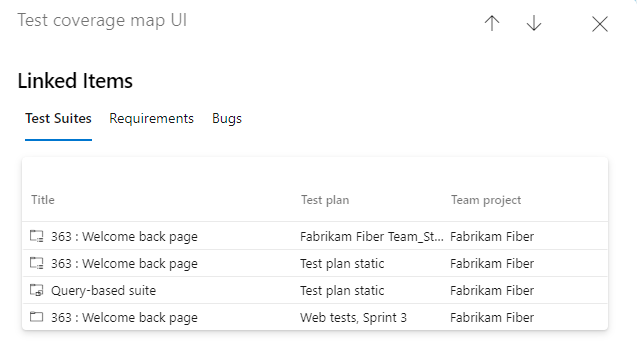 Test coverage map UI
Linked Items
Test Suites Requirements Bugs
Title Test plan Team project
363 : Welcome back page Fabrikam Fiber Team_St... Fabrikam Fiber
363 : Welcome back page Test plan static Fabrikam Fiber
Query-based suite Test plan static Fabrikam Fiber
363 : Welcome back page Web tests, Sprint 3 Fabrikam Fiber